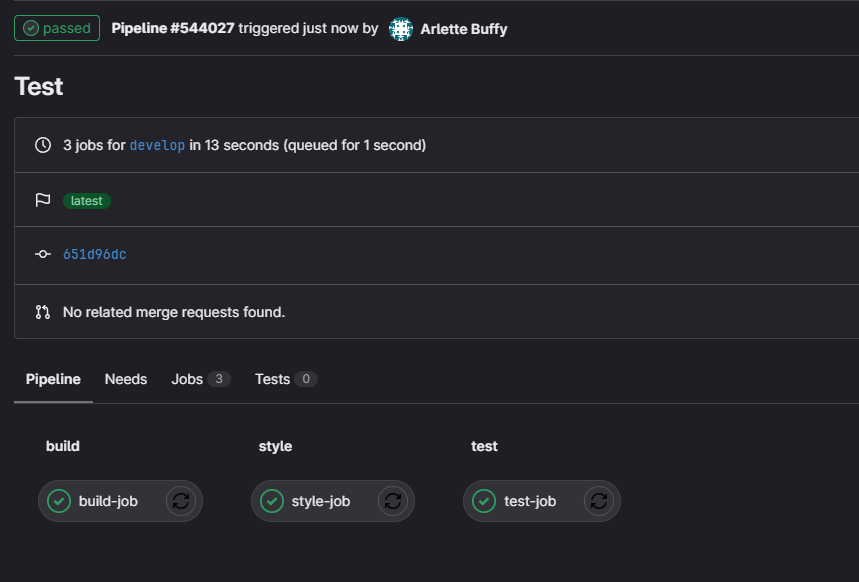 passed Pipeline #544027 triggered just now by Arlette Buffy
Test
3 jobs for develop in 13 seconds (queued for 1 second)
latest
651d96dc
No related merge requests found.
Pipeline Needs Jobs 3 Tests 0
build style test
build-job style-job test-job